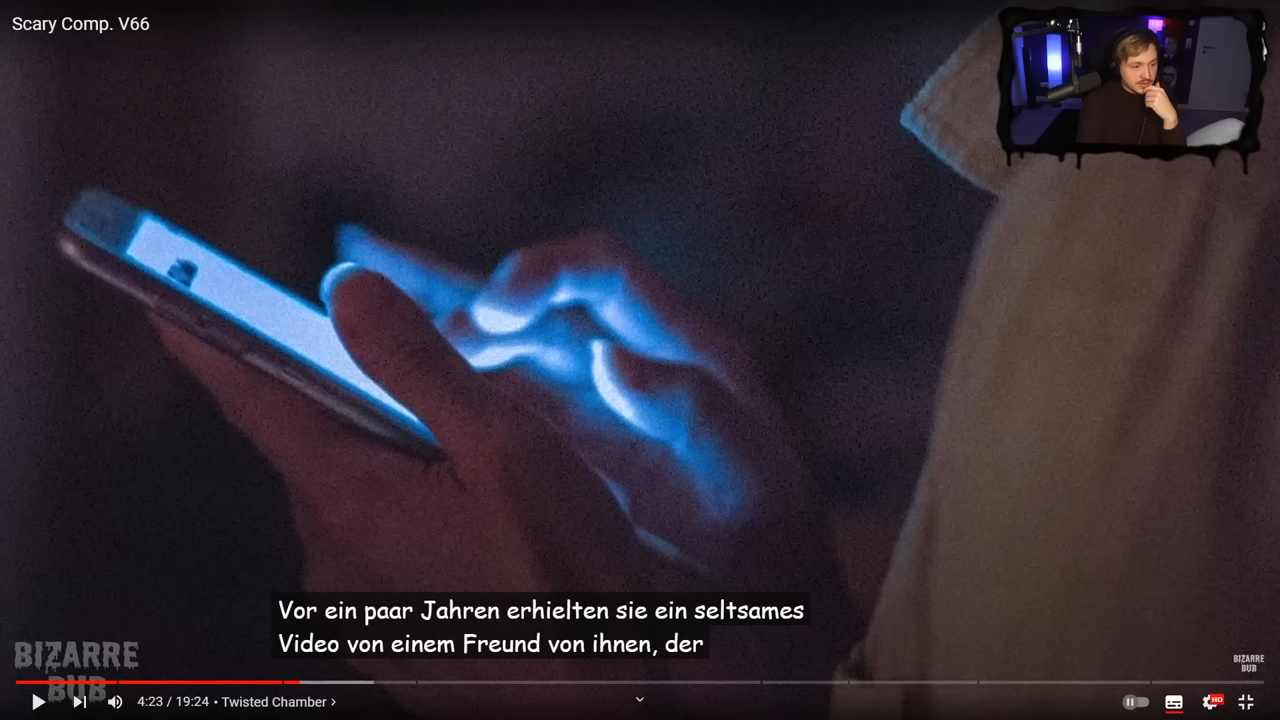 Scary Comp. V66
Vor ein paar Jahren erhielten sie ein seltsames
Video von einem Freund von ihnen, der
BIZARRE
BUB
BIZARRE
BUB
4:23 / 19:24 • Twisted Chamber
HD